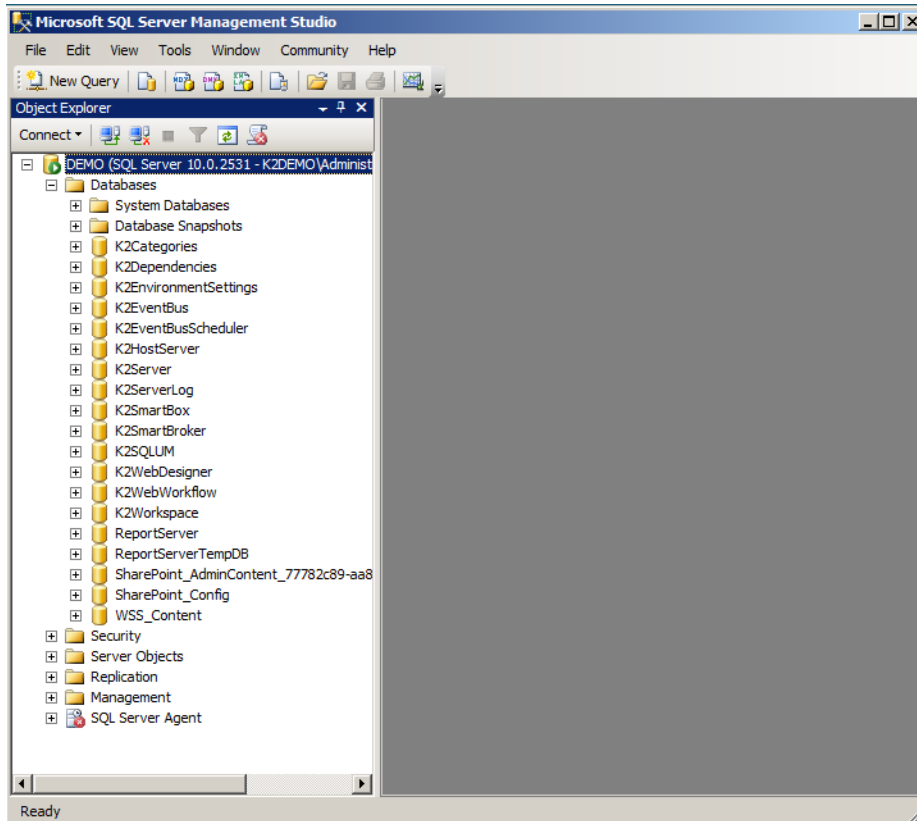 Microsoft SQL Server Management Studio
File Edit View Tools Window Community Help
New Query
Object Explorer
Connect
DEMO (SQL Server 10.0.2531 - K2DEMO\Administ
Databases
System Databases
Database Snapshots
K2Categories
K2Dependencies
K2EnvironmentSettings
K2EventBus
K2EventBusScheduler
K2HostServer
K2Server
K2ServerLog
K2SmartBox
K2SmartBroker
K2SQLUM
K2WebDesigner
K2WebWorkflow
K2Workspace
ReportServer
ReportServerTempDB
SharePoint_AdminContent_77782c89-aa8
SharePoint_Config
WSS_Content
Security
Server Objects
Replication
Management
SQL Server Agent
Ready